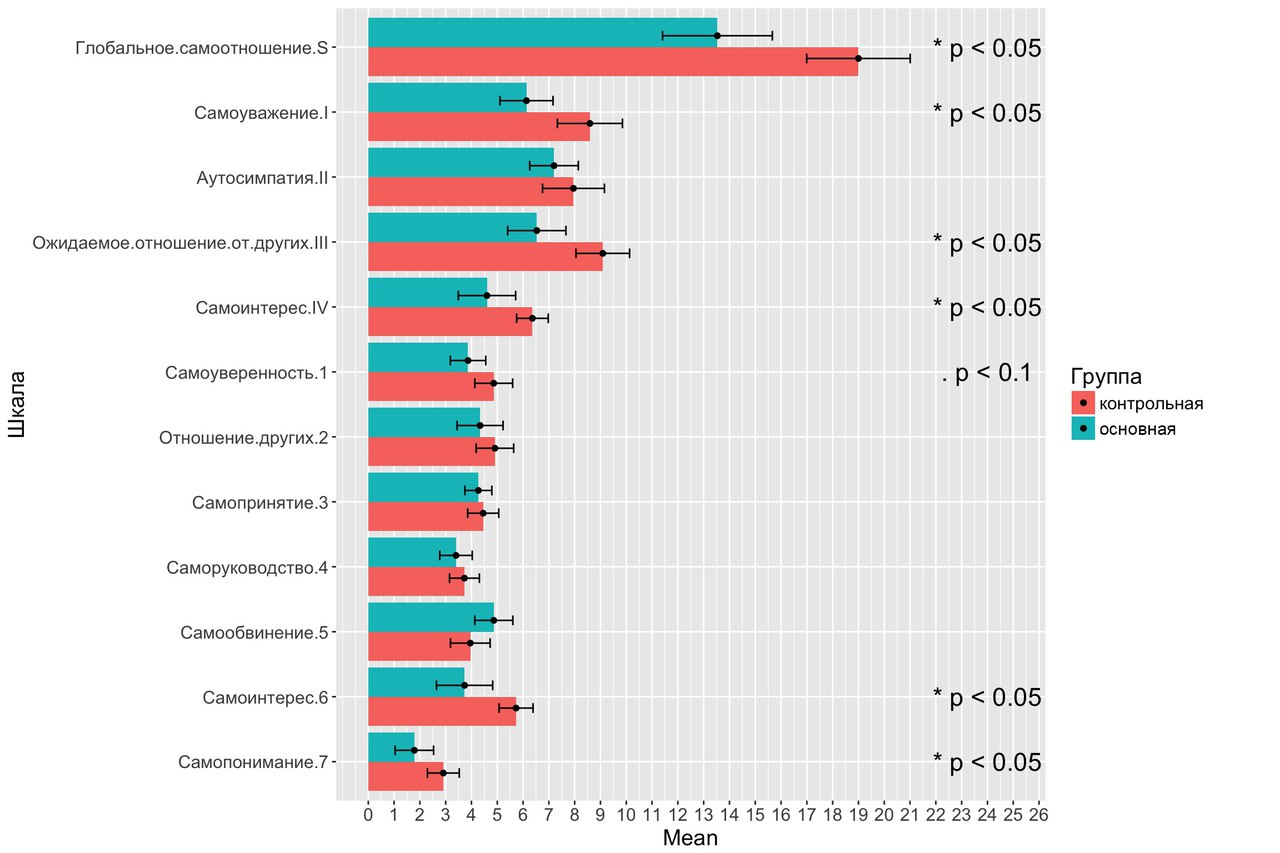 Шкала
Глобальное.самоотношение.S
* p < 0.05
Самоуважение.I
* p < 0.05
Аутосимпатия.II
Ожидаемое.отношение.от.других.III
* p < 0.05
Самоинтерес.IV
* p < 0.05
Самоуверенность.1
. p < 0.1
Отношение.других.2
Самопринятие.3
Саморуководство.4
Самообвинение.5
Самоинтерес.6
* p < 0.05
Самопонимание.7
* p < 0.05
0 1 2 3 4 5 6 7 8 9 10 11 12 13 14 15 16 17 18 19 20 21 22 23 24 25 26
Mean
Группа
контрольная
основная